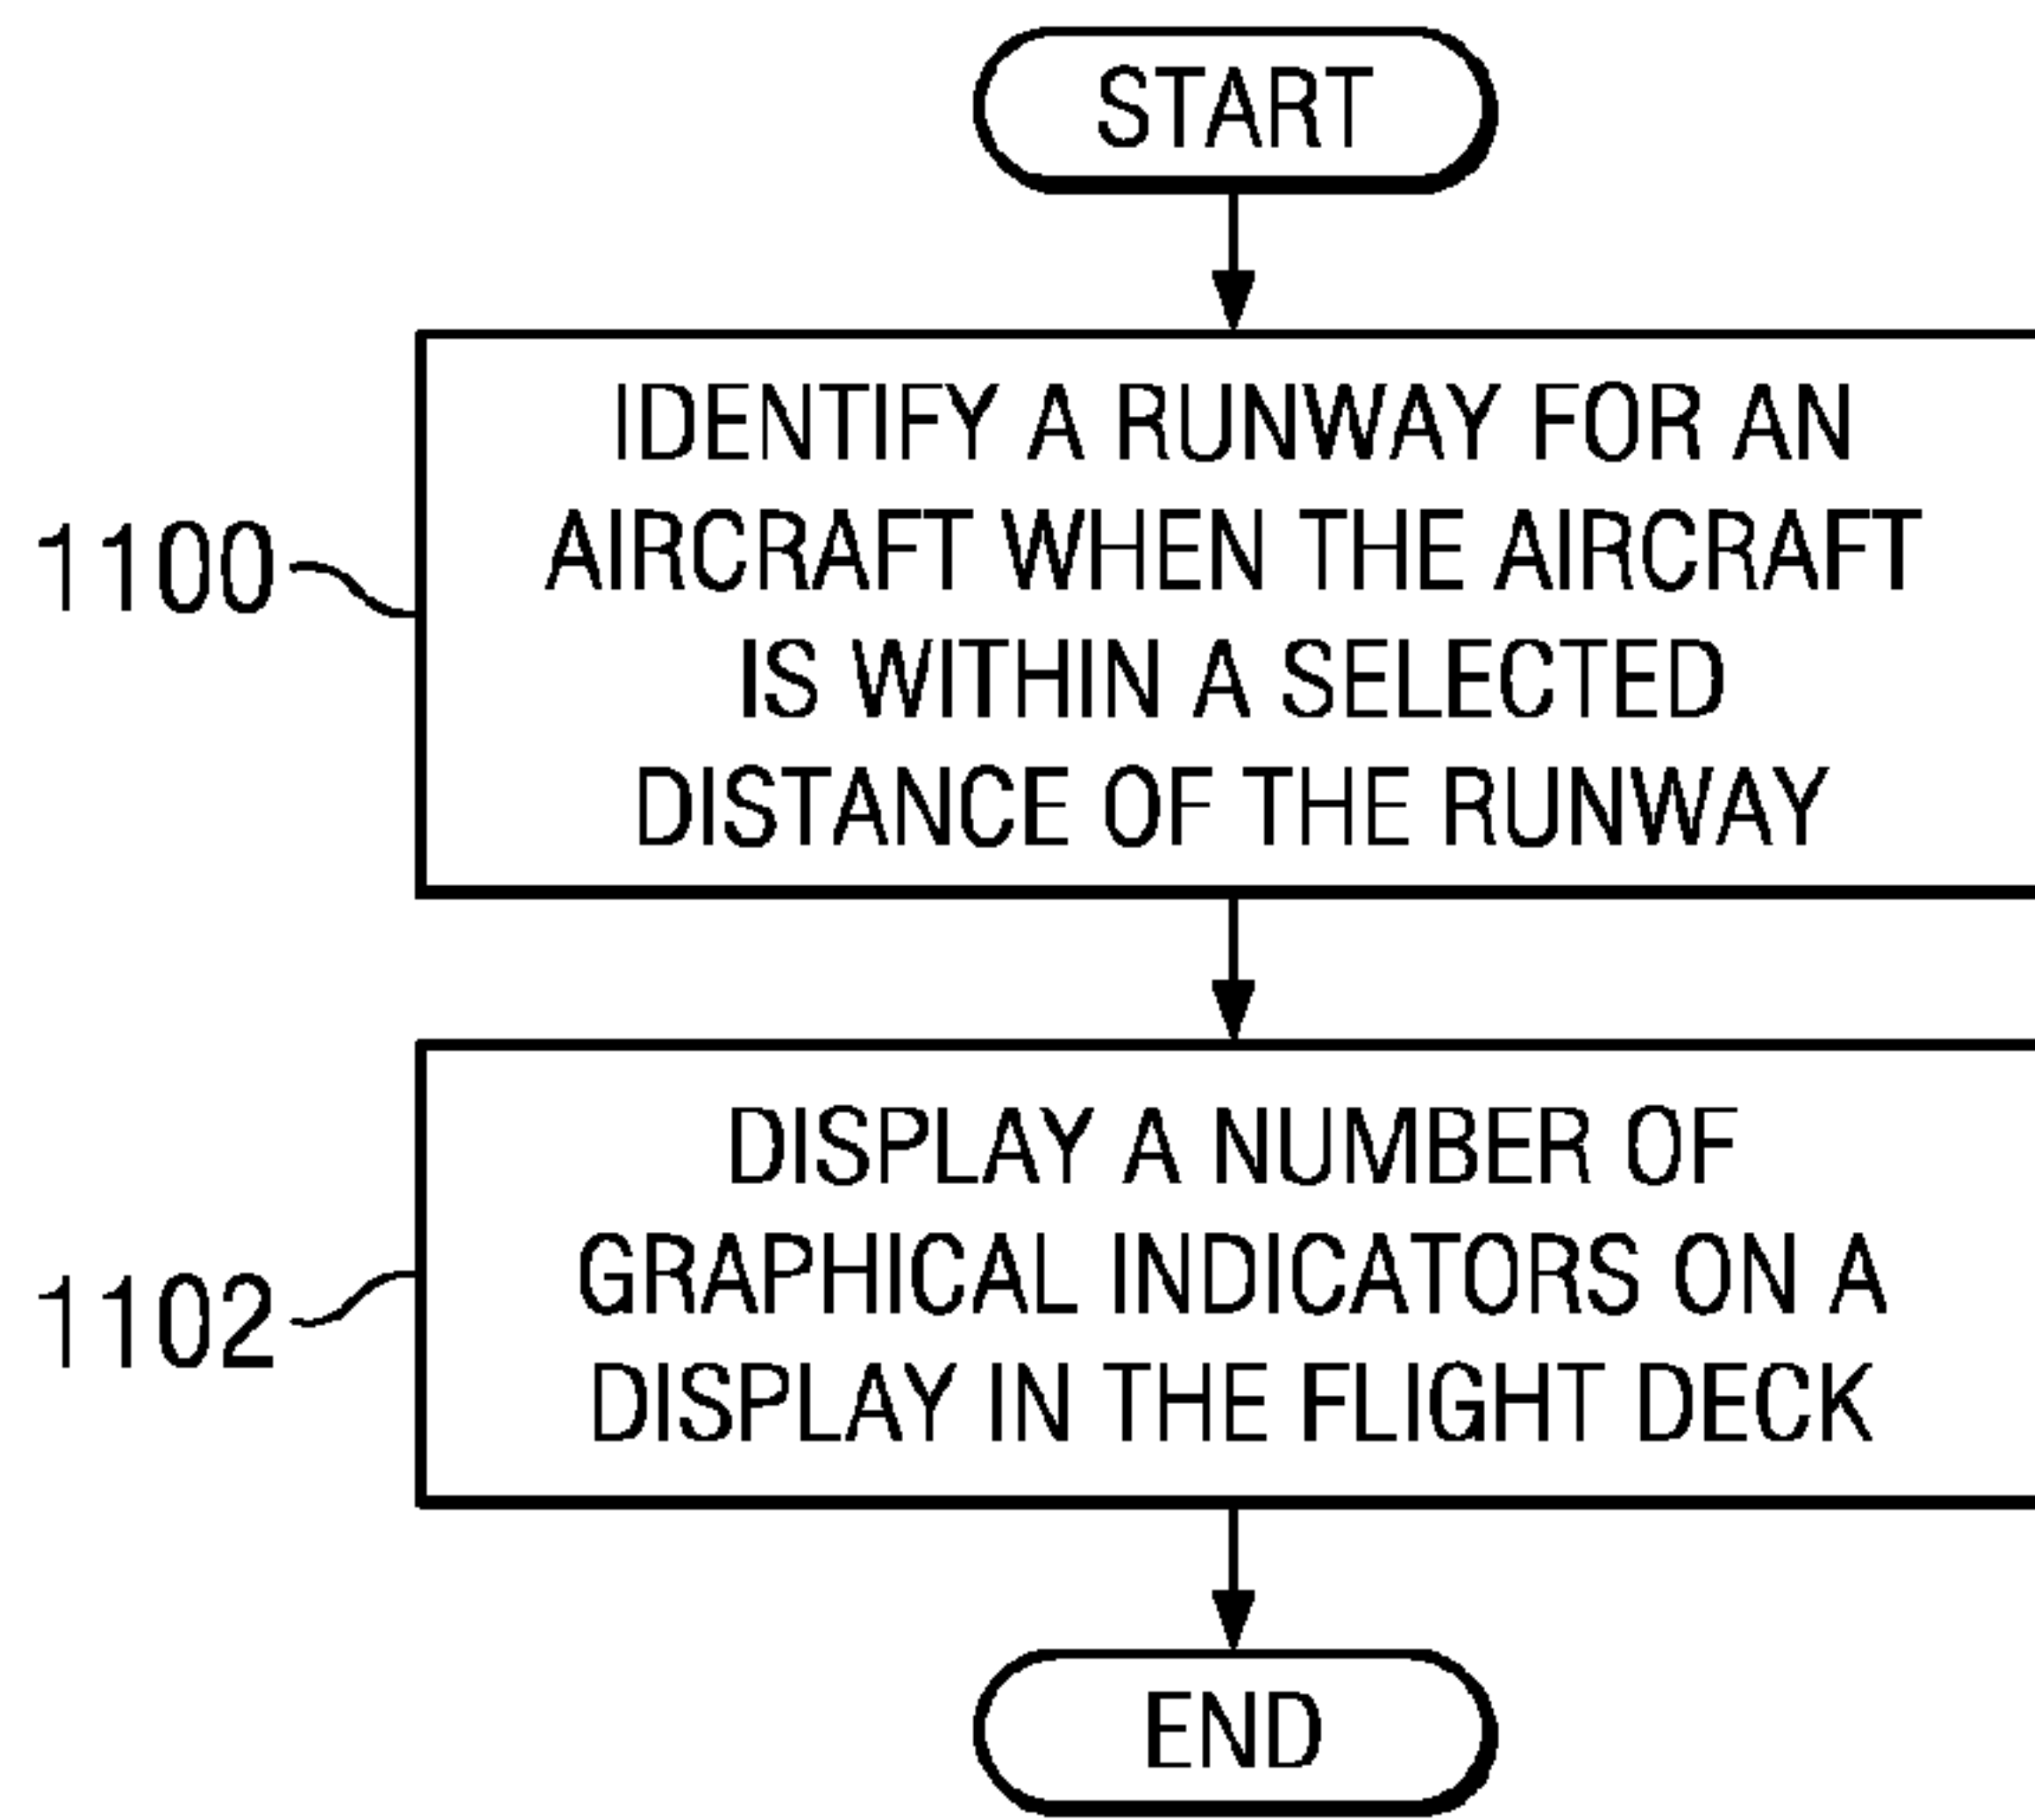 START
IDENTIFY A RUNWAY FOR AN
1100
AIRCRAFT WHEN THE AIRCRAFT
IS WITHIN A SELECTED
DISTANCE OF THE RUNWAY
DISPLAY A NUMBER OF
1102
GRAPHICAL INDICATORS ON A
DISPLAY IN THE FLIGHT DECK
END